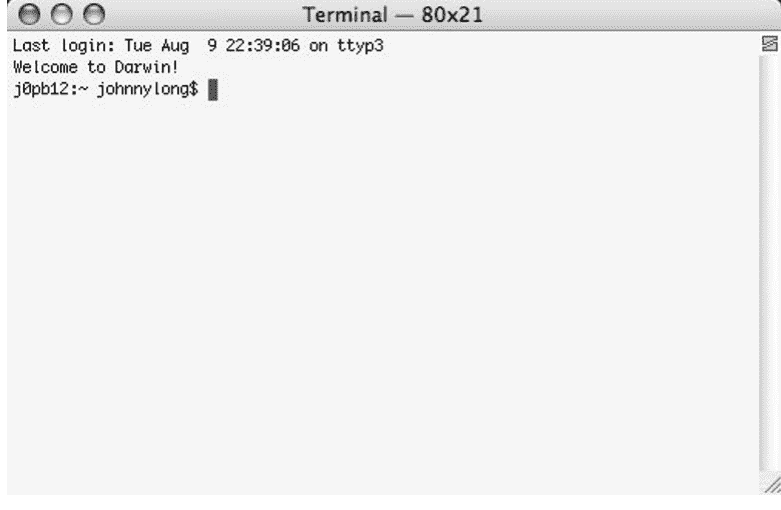 Terminal — 80x21
Last login: Tue Aug  9 22:39:06 on ttyp3
Welcome to Darwin!
j0pb12:~ johnnylong$